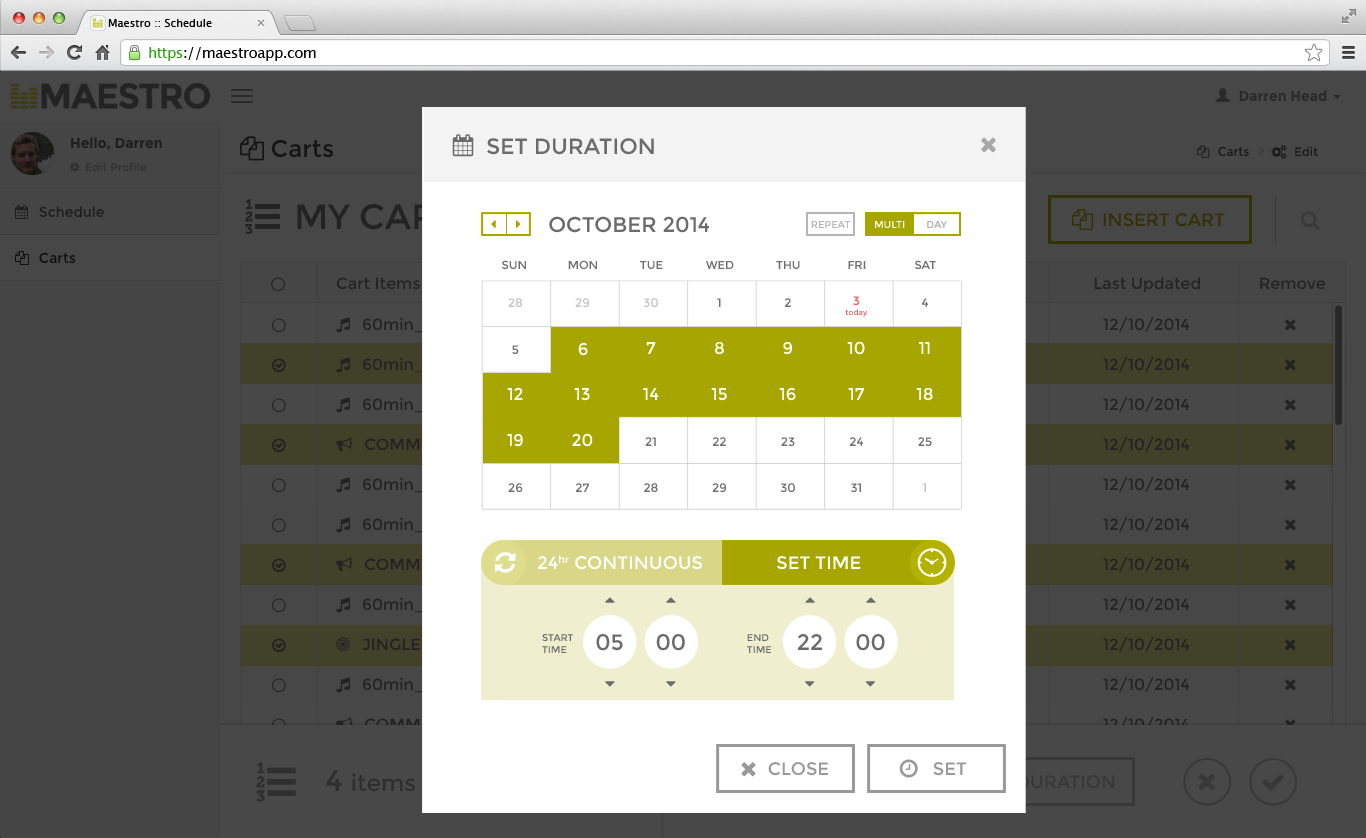 Maestro :: Schedule
https://maestroapp.com
MAESTRO
Darren Head
Hello, Darren
Edit Profile
Schedule
Carts
Carts
Carts > Edit
123 MY CAR
INSERT CART
Cart Items
Last Updated
Remove
60min_
12/10/2014
60min_
12/10/2014
60min_
12/10/2014
COMM
12/10/2014
60min_
12/10/2014
60min_
12/10/2014
COMM
12/10/2014
60min_
12/10/2014
JINGLE
12/10/2014
60min_
12/10/2014
COMM
12/10/2014
123 4 items
DURATION
SET DURATION
OCTOBER 2014
REPEAT
MULTI DAY
SUN MON TUE WED THU FRI SAT
28 29 30 1 2 3 4
today
5 6 7 8 9 10 11
12 13 14 15 16 17 18
19 20 21 22 23 24 25
26 27 28 29 30 31 1
24hr CONTINUOUS
SET TIME
START
TIME
05 00
END
TIME
22 00
CLOSE
SET